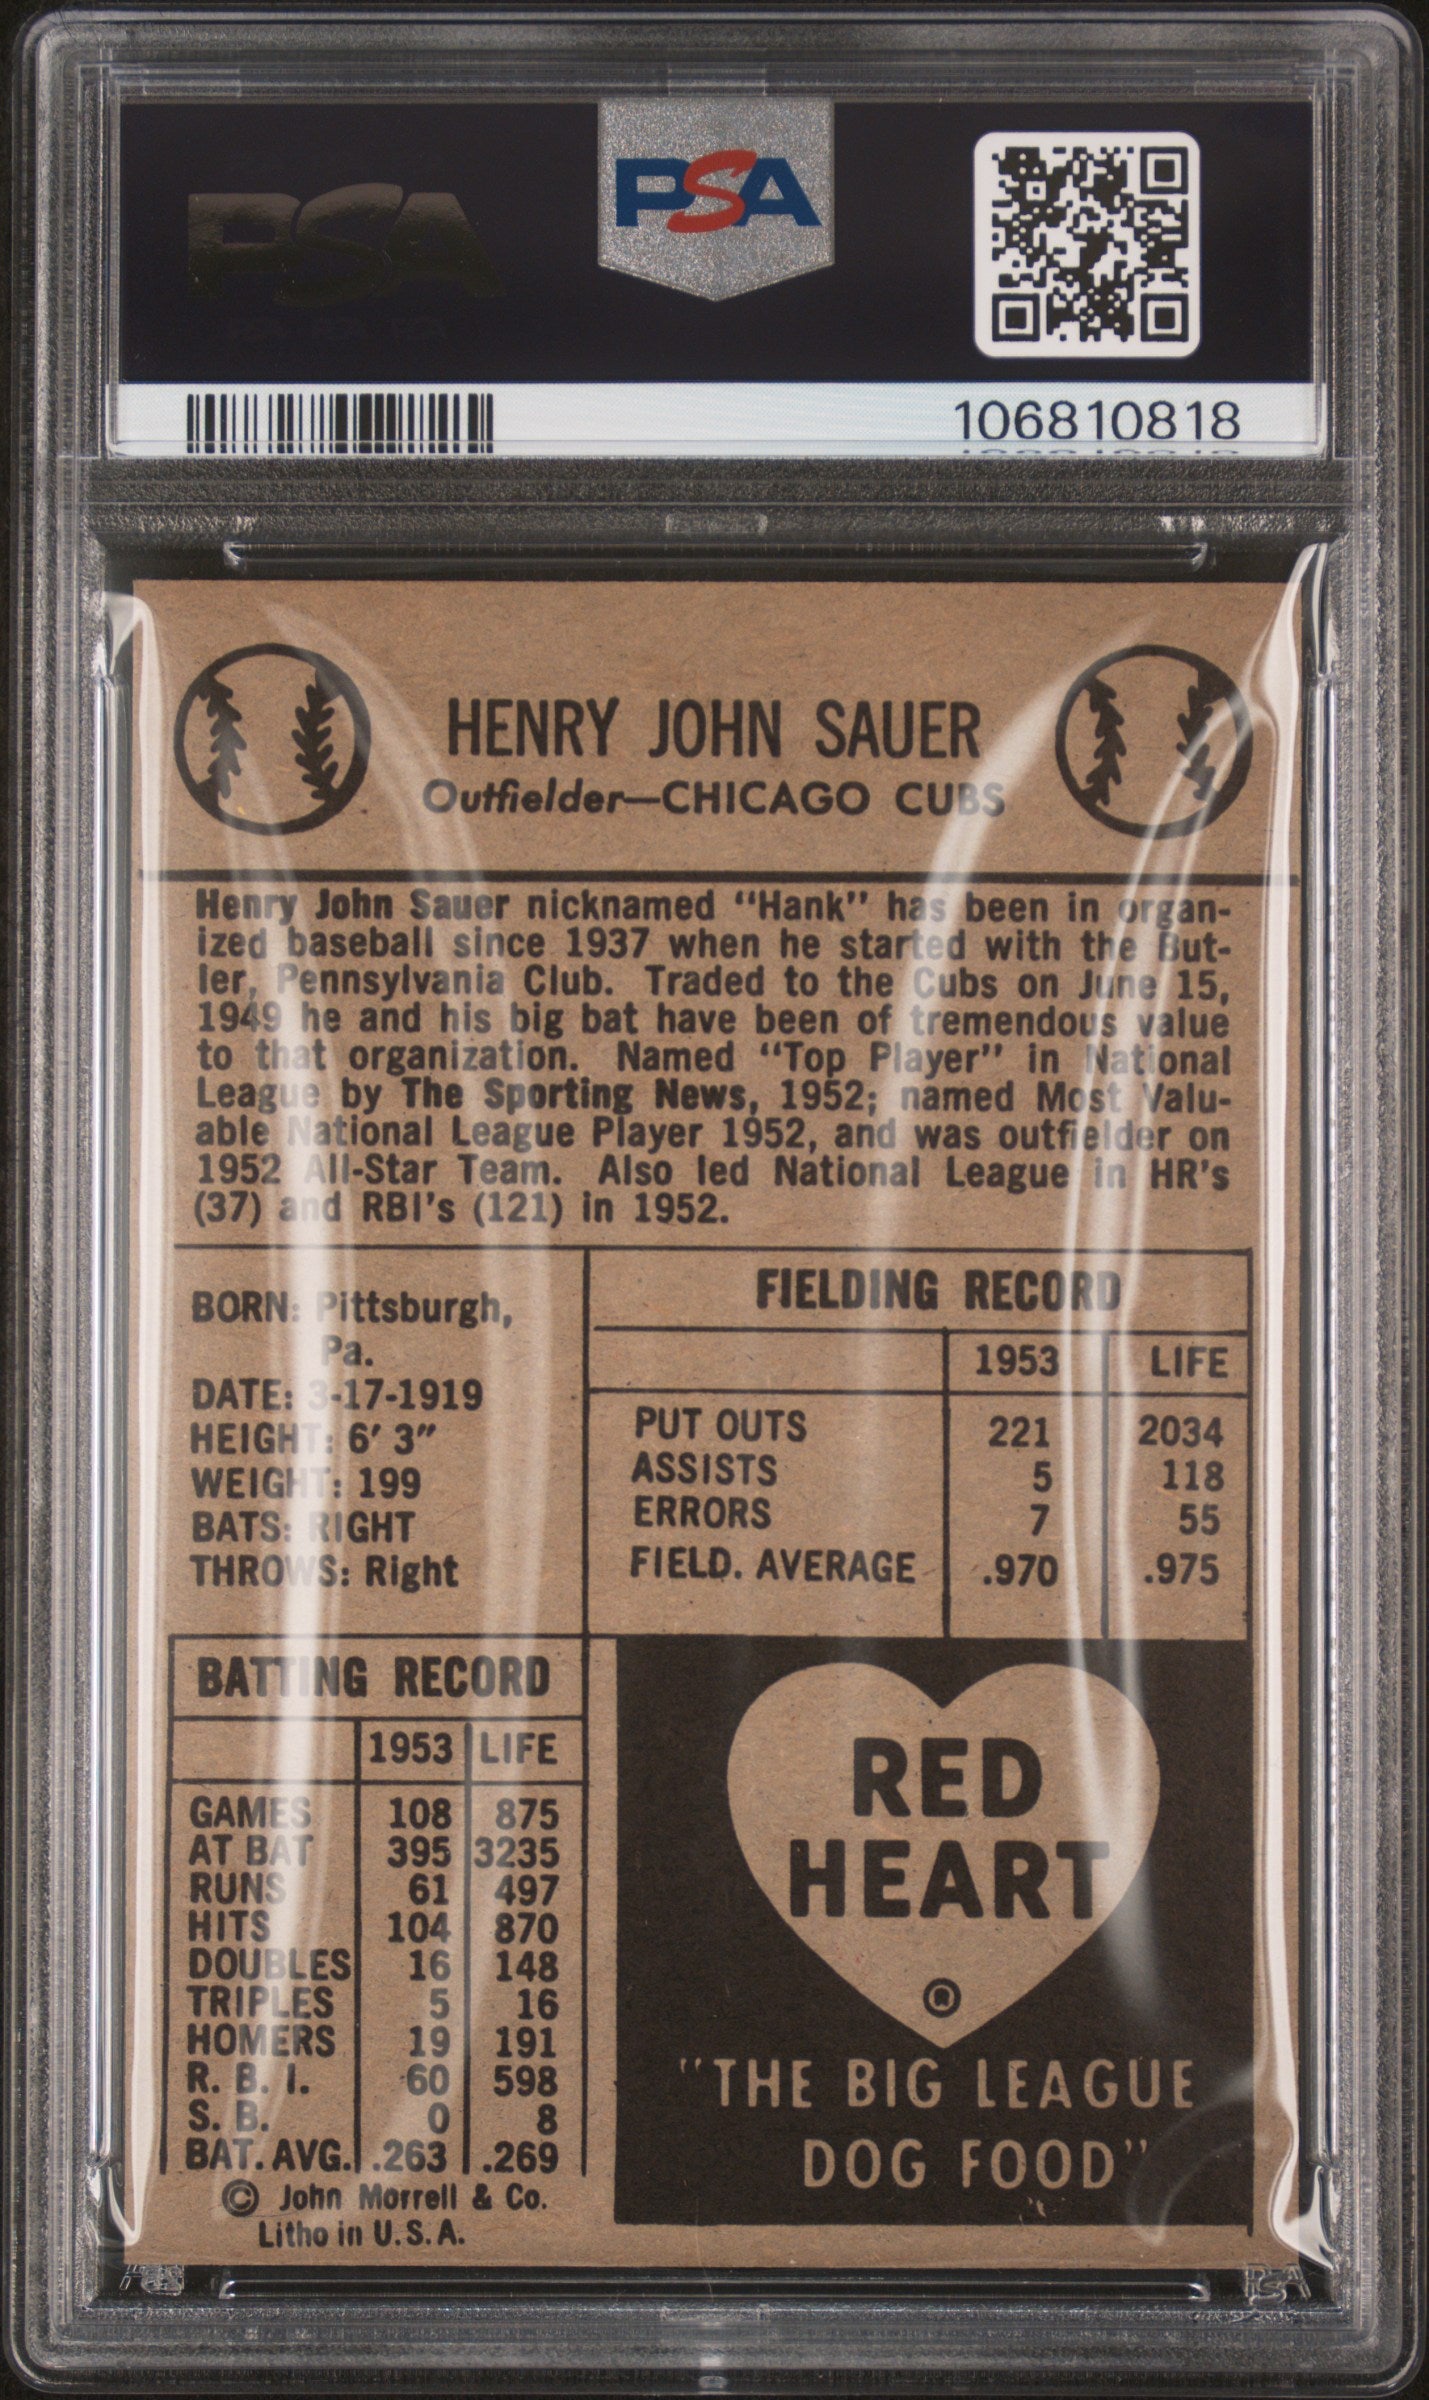 PSA
PSA
106810818
HENRY JOHN SAUER
Outfielder—CHICAGO CUBS
Henry John Sauer nicknamed "Hank" has been in organ-
ized baseball since 1937 when he started with the But-
ler, Pennsylvania Club. Traded to the Cubs on June 15,
1949 he and his big bat have been of tremendous value
to that organization. Named "Top Player" in National
League by The Sporting News, 1952; named Most Valu-
able National League Player 1952, and was outfielder on
1952 All-Star Team. Also led National League in HR's
(37) and RBI's (121) in 1952.
BORN: Pittsburgh,
Pa.
DATE: 3-17-1919
HEIGHT: 6' 3"
WEIGHT: 199
BATS: RIGHT
THROWS: Right
FIELDING RECORD
1953 LIFE
PUT OUTS 221 2034
ASSISTS 5 118
ERRORS 7 55
FIELD. AVERAGE .970 .975
BATTING RECORD
1953 LIFE
GAMES 108 875
AT BAT 395 3235
RUNS 61 497
HITS 104 870
DOUBLES 16 148
TRIPLES 5 16
HOMERS 19 191
R. B. I. 60 598
S. B. 0 8
BAT. AVG. .263 .269
© John Morrell & Co.
Litho in U.S.A.
RED
HEART
®
"THE BIG LEAGUE
DOG FOOD"
PSA